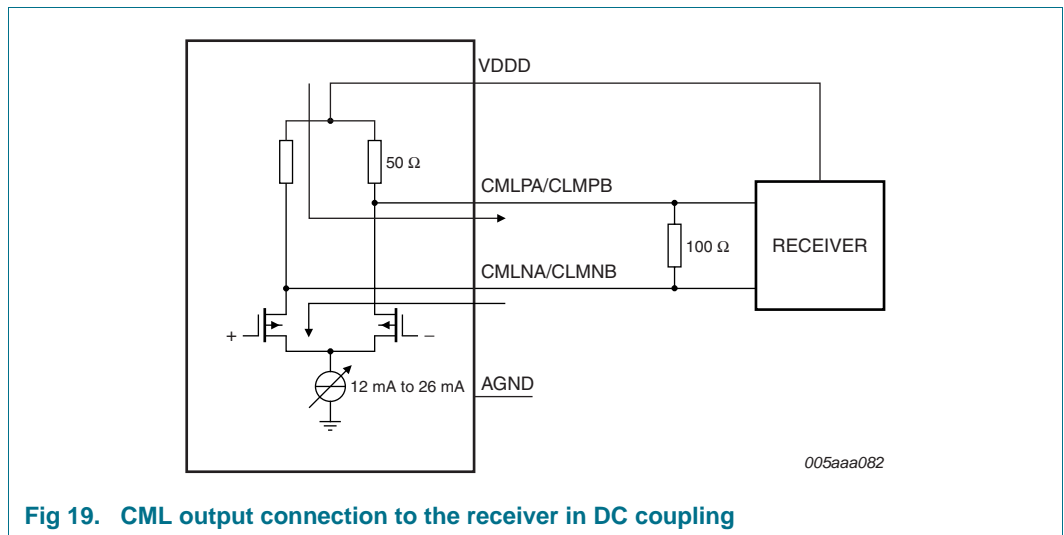 VDDD
50 Ω
CMLPA/CLMPB
100 Ω
RECEIVER
CMLNA/CLMNB
+
−
12 mA to 26 mA
AGND
005aaa082
Fig 19. CML output connection to the receiver in DC coupling